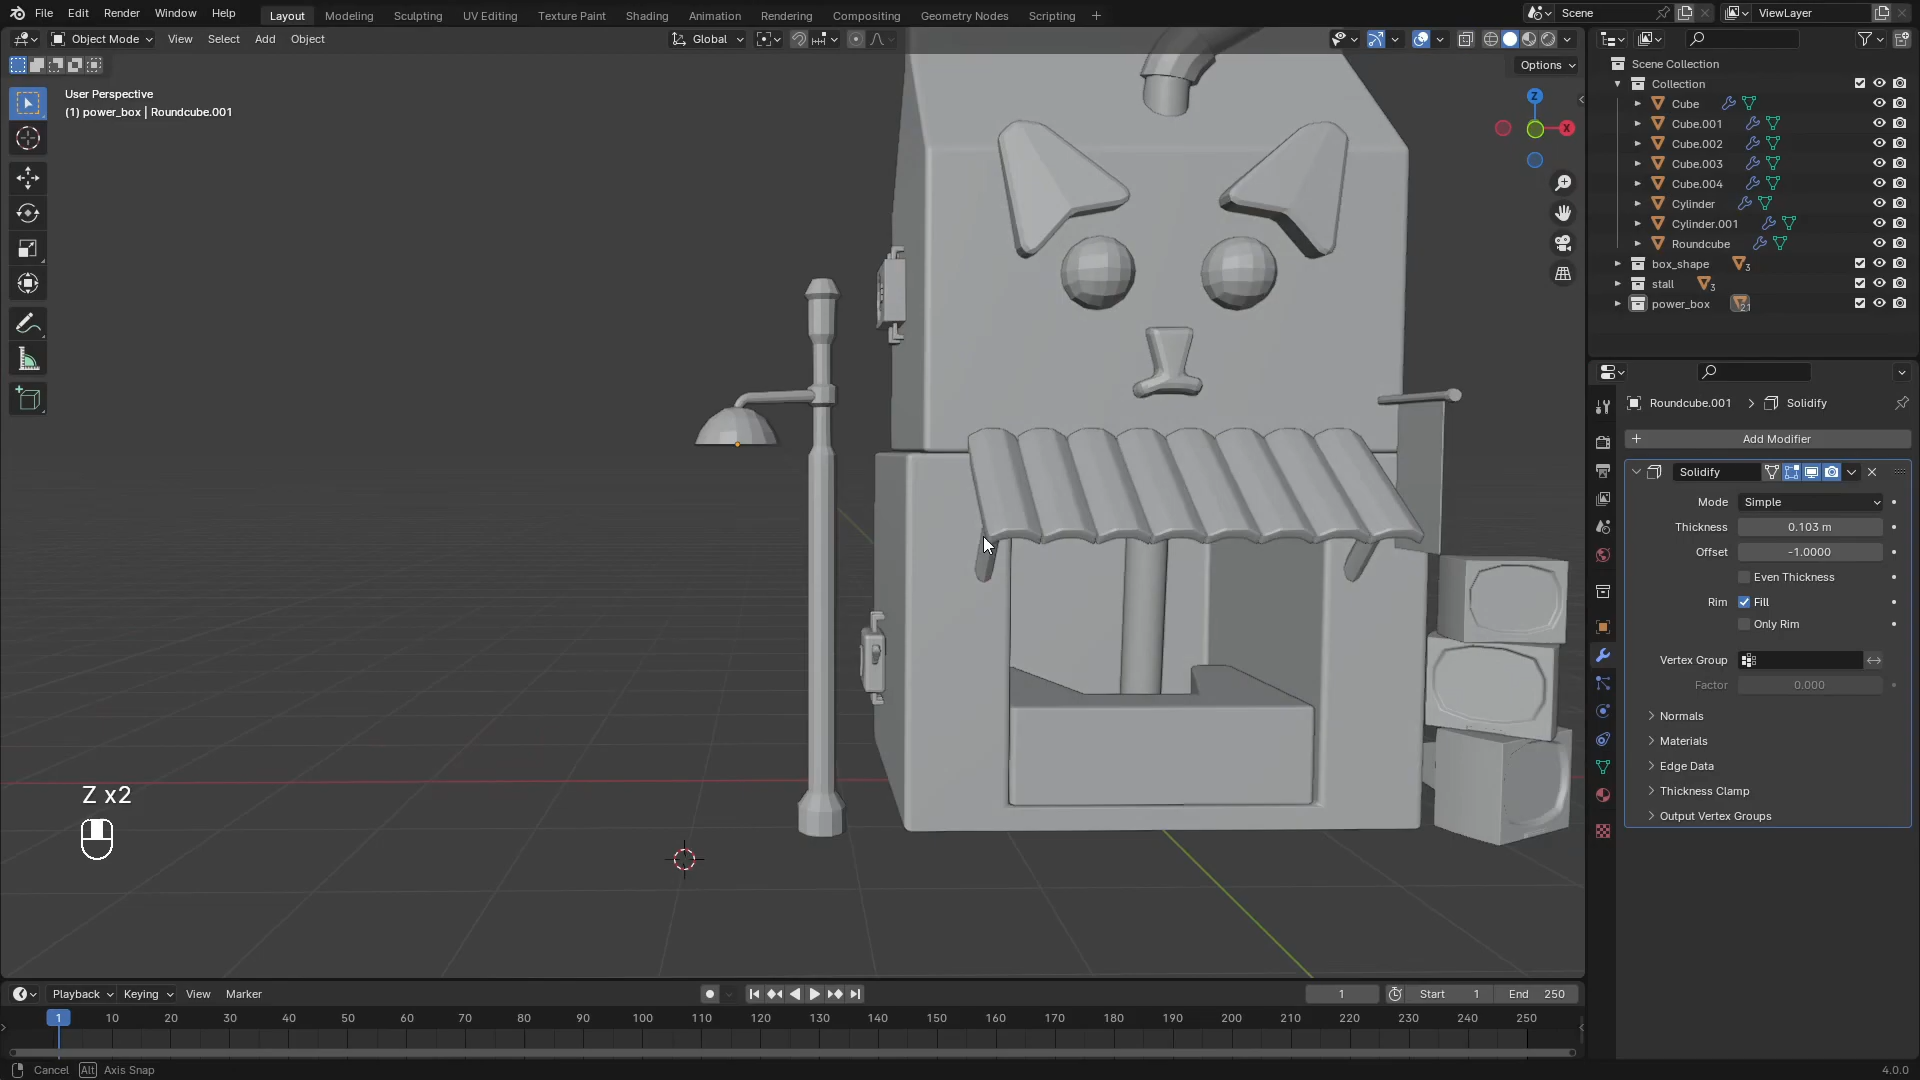 File Edit Render Window Help Layout Modeling Sculpting UV Editing Texture Paint Shading Animation Rendering Compositing Geometry Nodes Scripting + Scene ViewLayer
Object Mode View Select Add Object Global
Options
User Perspective
(1) power_box | Roundcube.001
Z
X
Scene Collection
Collection
Cube
Cube.001
Cube.002
Cube.003
Cube.004
Cylinder
Cylinder.001
Roundcube
box_shape 3
stall 3
power_box 21
Roundcube.001 > Solidify
+ Add Modifier
Solidify
Mode Simple
Thickness 0.103 m
Offset -1.0000
Even Thickness
Rim Fill
Only Rim
Vertex Group
Factor 0.000
Normals
Materials
Edge Data
Thickness Clamp
Output Vertex Groups
Z x2
Playback Keying View Marker 1 Start 1 End 250
1 10 20 30 40 50 60 70 80 90 100 110 120 130 140 150 160 170 180 190 200 210 220 230 240 250
Cancel Alt Axis Snap 4.0.0